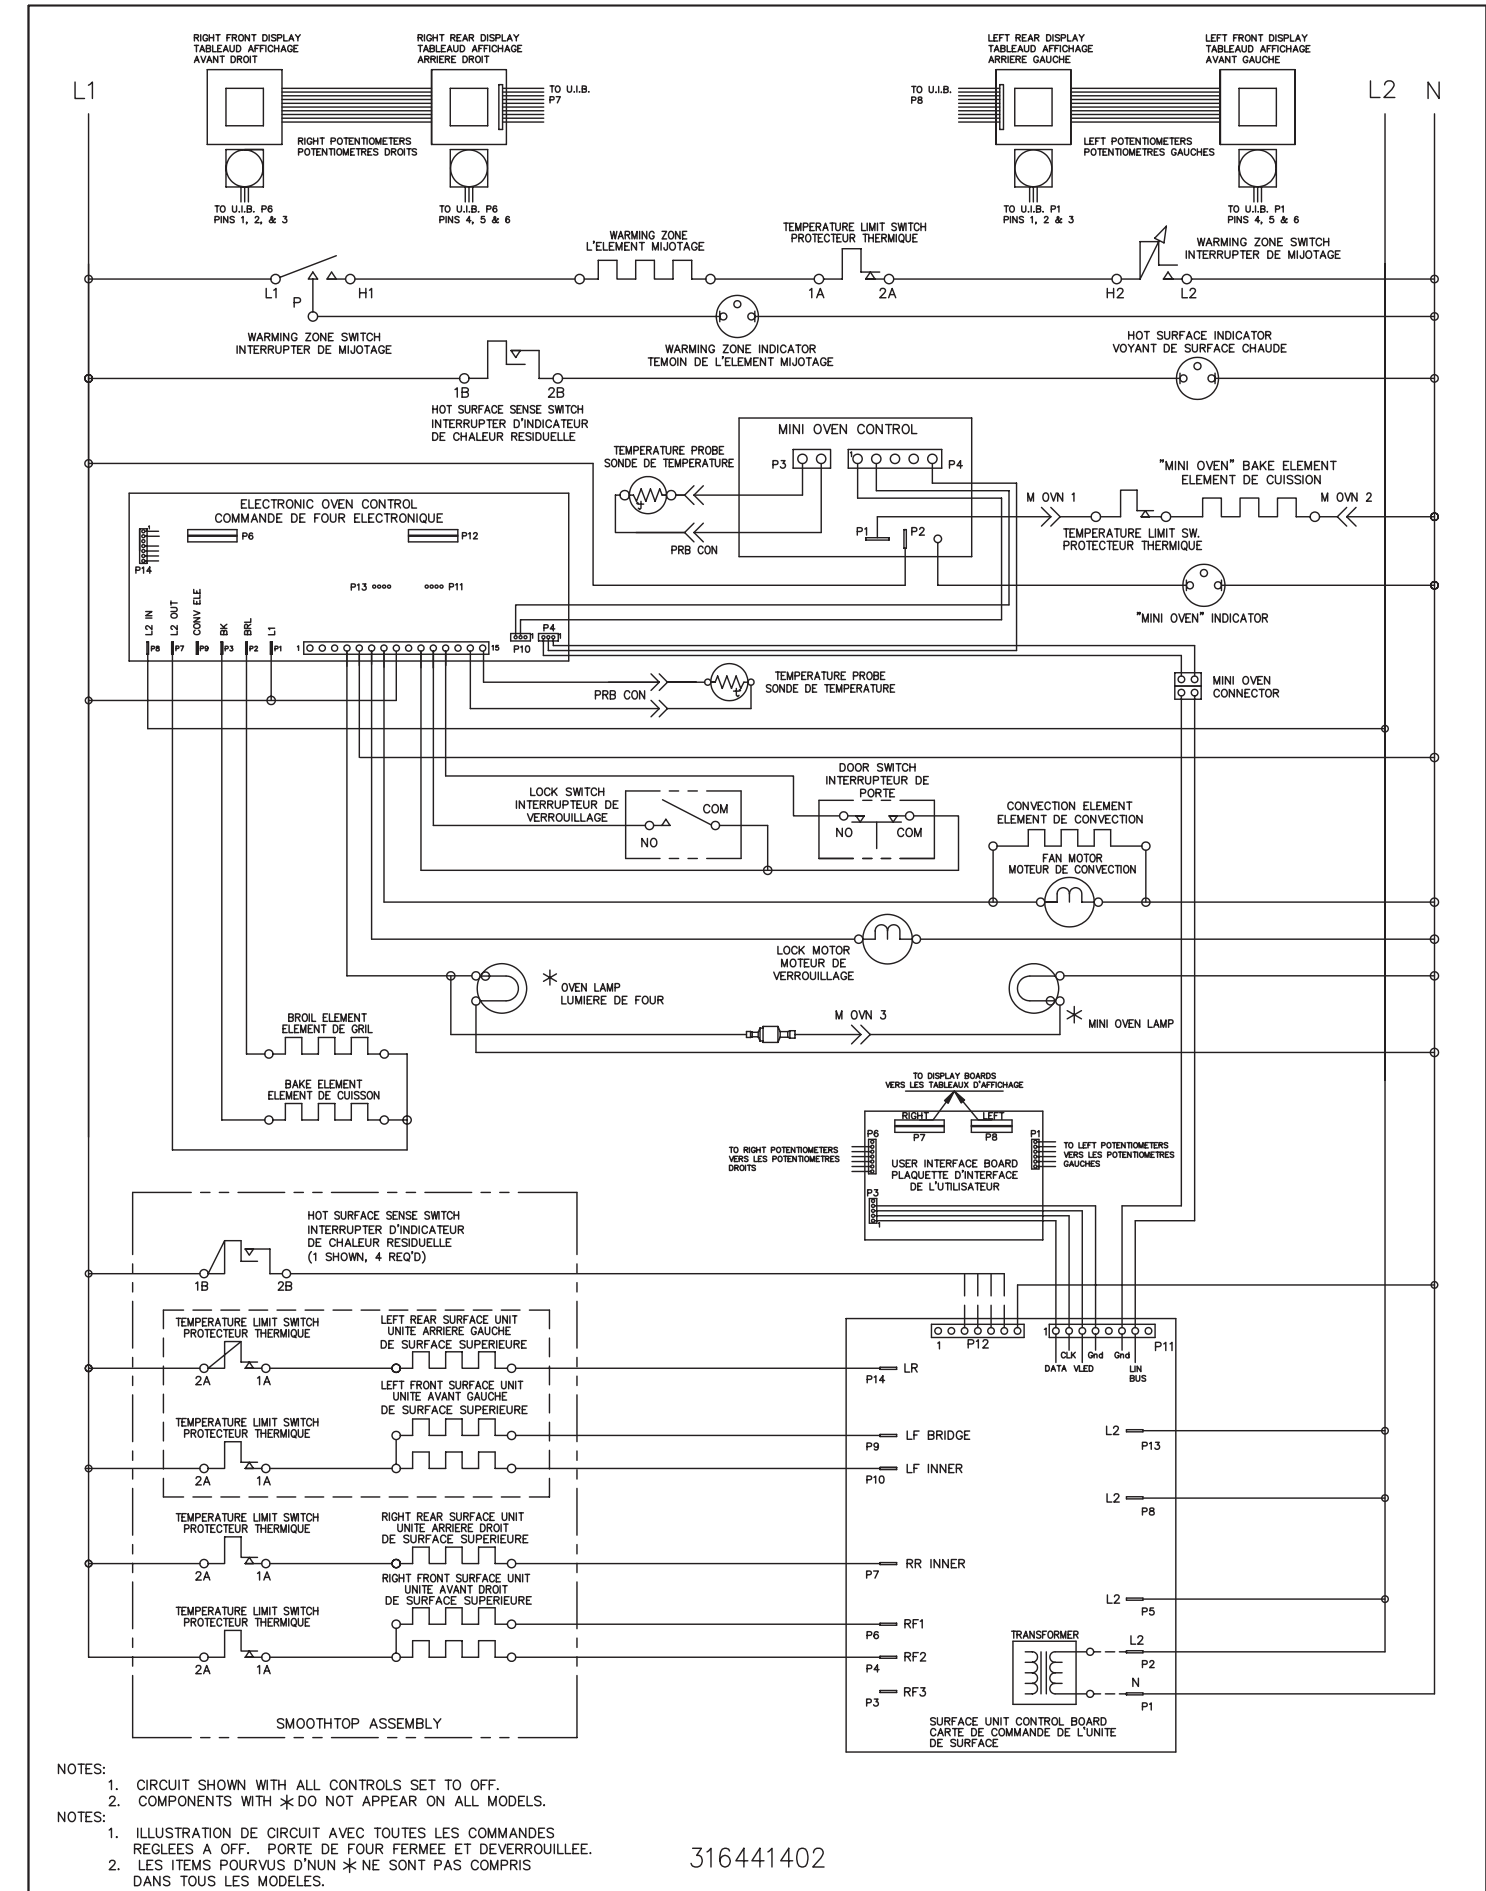 RIGHT FRONT DISPLAY
TABLEAUD AFFICHAGE
AVANT DROIT
RIGHT REAR DISPLAY
TABLEAUD AFFICHAGE
ARRIERE DROIT
LEFT REAR DISPLAY
TABLEAUD AFFICHAGE
ARRIERE GAUCHE
LEFT FRONT DISPLAY
TABLEAUD AFFICHAGE
AVANT GAUCHE
L1
TO U.I.B.
P7
TO U.I.B.
P8
L2
N
RIGHT POTENTIOMETERS
POTENTIOMETRES DROITS
LEFT POTENTIOMETERS
POTENTIOMETRES GAUCHES
TO U.I.B. P6
PINS 1, 2, & 3
TO U.I.B. P6
PINS 4, 5 & 6
TO U.I.B. P1
PINS 1, 2 & 3
TO U.I.B. P1
PINS 4, 5 & 6
WARMING ZONE
L'ELEMENT MIJOTAGE
TEMPERATURE LIMIT SWITCH
PROTECTEUR THERMIQUE
WARMING ZONE SWITCH
INTERRUPTER DE MIJOTAGE
L1
P
H1
1A
2A
H2
L2
WARMING ZONE SWITCH
INTERRUPTER DE MIJOTAGE
WARMING ZONE INDICATOR
TEMOIN DE L'ELEMENT MIJOTAGE
HOT SURFACE INDICATOR
VOYANT DE SURFACE CHAUDE
1B
2B
HOT SURFACE SENSE SWITCH
INTERRUPTER D'INDICATEUR
DE CHALEUR RESIDUELLE
MINI OVEN CONTROL
TEMPERATURE PROBE
SONDE DE TEMPERATURE
P3
1
P4
"MINI OVEN" BAKE ELEMENT
ELEMENT DE CUISSION
M OVN 1
M OVN 2
t
PRB CON
P1
P2
TEMPERATURE LIMIT SW.
PROTECTEUR THERMIQUE
ELECTRONIC OVEN CONTROL
COMMANDE DE FOUR ELECTRONIQUE
1
P14
P6
P12
P13
P11
"MINI OVEN" INDICATOR
L2 IN
L2 OUT
CONV ELE
BK
BRL
L1
P8
P7
P9
P3
P2
P1
1
15
1
P10
P4
1
TEMPERATURE PROBE
SONDE DE TEMPERATURE
PRB CON
t
MINI OVEN
CONNECTOR
LOCK SWITCH
INTERRUPTEUR DE
VERROUILLAGE
NO
COM
DOOR SWITCH
INTERRUPTEUR DE
PORTE
NO
COM
CONVECTION ELEMENT
ELEMENT DE CONVECTION
FAN MOTOR
MOTEUR DE CONVECTION
LOCK MOTOR
MOTEUR DE
VERROUILLAGE
* OVEN LAMP
LUMIERE DE FOUR
M OVN 3
* MINI OVEN LAMP
BROIL ELEMENT
ELEMENT DE GRIL
BAKE ELEMENT
ELEMENT DE CUISSON
TO DISPLAY BOARDS
VERS LES TABLEAUX D'AFFICHAGE
RIGHT
P7
LEFT
P8
P6
P1
TO RIGHT POTENTIOMETERS
VERS LES POTENTIOMETRES
DROITS
TO LEFT POTENTIOMETERS
VERS LES POTENTIOMETRES
GAUCHES
USER INTERFACE BOARD
PLAQUETTE D'INTERFACE
DE L'UTILISATEUR
P3
1
HOT SURFACE SENSE SWITCH
INTERRUPTER D'INDICATEUR
DE CHALEUR RESIDUELLE
(1 SHOWN, 4 REQ'D)
1B
2B
TEMPERATURE LIMIT SWITCH
PROTECTEUR THERMIQUE
LEFT REAR SURFACE UNIT
UNITE ARRIERE GAUCHE
DE SURFACE SUPERIEURE
2A
1A
LEFT FRONT SURFACE UNIT
UNITE AVANT GAUCHE
DE SURFACE SUPERIEURE
TEMPERATURE LIMIT SWITCH
PROTECTEUR THERMIQUE
2A
1A
TEMPERATURE LIMIT SWITCH
PROTECTEUR THERMIQUE
RIGHT REAR SURFACE UNIT
UNITE ARRIERE DROIT
DE SURFACE SUPERIEURE
2A
1A
RIGHT FRONT SURFACE UNIT
UNITE AVANT DROIT
DE SURFACE SUPERIEURE
TEMPERATURE LIMIT SWITCH
PROTECTEUR THERMIQUE
2A
1A
SMOOTHTOP ASSEMBLY
1
P12
1
P11
CLK
Gnd
Gnd
DATA
VLED
LIN
BUS
P14
LR
P9
LF BRIDGE
P10
LF INNER
P7
RR INNER
P6
RF1
P4
RF2
P3
RF3
L2
P13
L2
P8
L2
P5
TRANSFORMER
L2
P2
N
P1
SURFACE UNIT CONTROL BOARD
CARTE DE COMMANDE DE L'UNITE
DE SURFACE
NOTES:
1. CIRCUIT SHOWN WITH ALL CONTROLS SET TO OFF.
2. COMPONENTS WITH * DO NOT APPEAR ON ALL MODELS.
NOTES:
1. ILLUSTRATION DE CIRCUIT AVEC TOUTES LES COMMANDES
REGLEES A OFF. PORTE DE FOUR FERMEE ET DEVERROUILLEE.
2. LES ITEMS POURVUS D'NUN * NE SONT PAS COMPRIS
DANS TOUS LES MODELES.
316441402